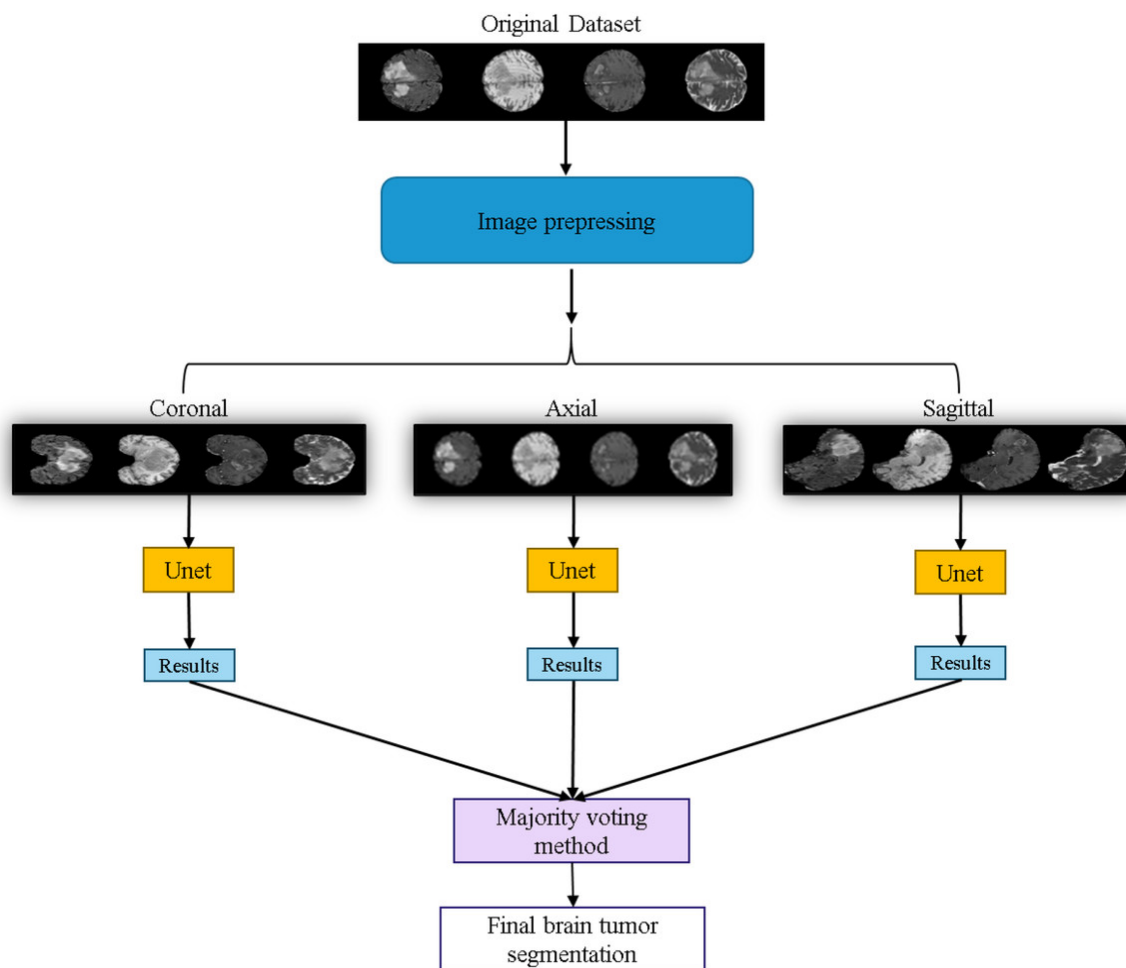 Original Dataset
Image prepressing
Coronal
Axial
Sagittal
Unet
Unet
Unet
Results
Results
Results
Majority voting
method
Final brain tumor
segmentation